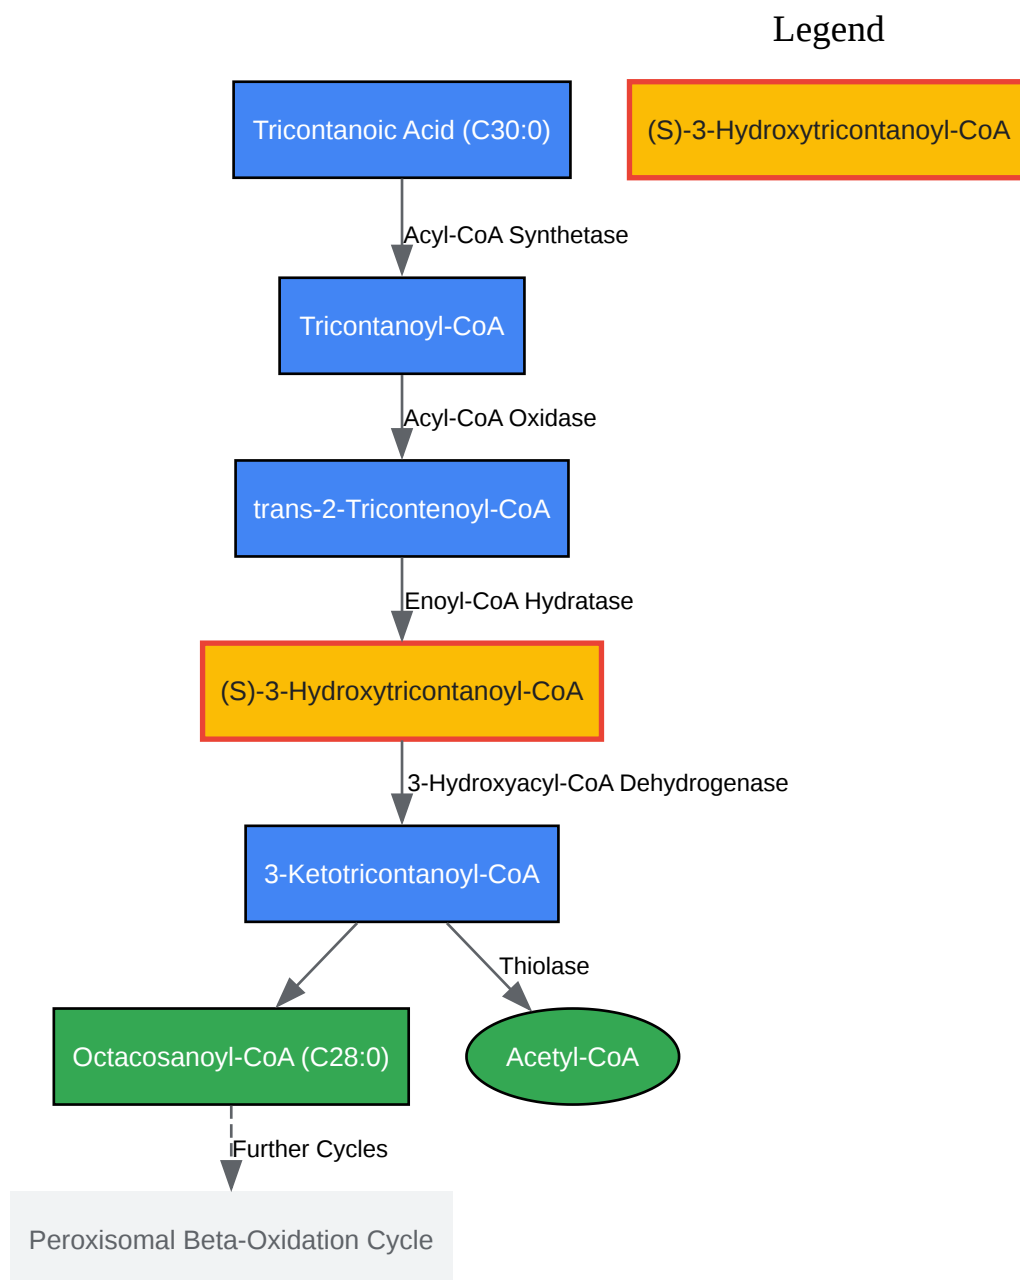 Legend
Tricontanoic Acid (C30:0)
(S)-3-Hydroxytricontanoyl-CoA
Acyl-CoA Synthetase
Tricontanoyl-CoA
Acyl-CoA Oxidase
trans-2-Tricontenoyl-CoA
Enoyl-CoA Hydratase
(S)-3-Hydroxytricontanoyl-CoA
3-Hydroxyacyl-CoA Dehydrogenase
3-Ketotricontanoyl-CoA
Thiolase
Octacosanoyl-CoA (C28:0)
Acetyl-CoA
Further Cycles
Peroxisomal Beta-Oxidation Cycle